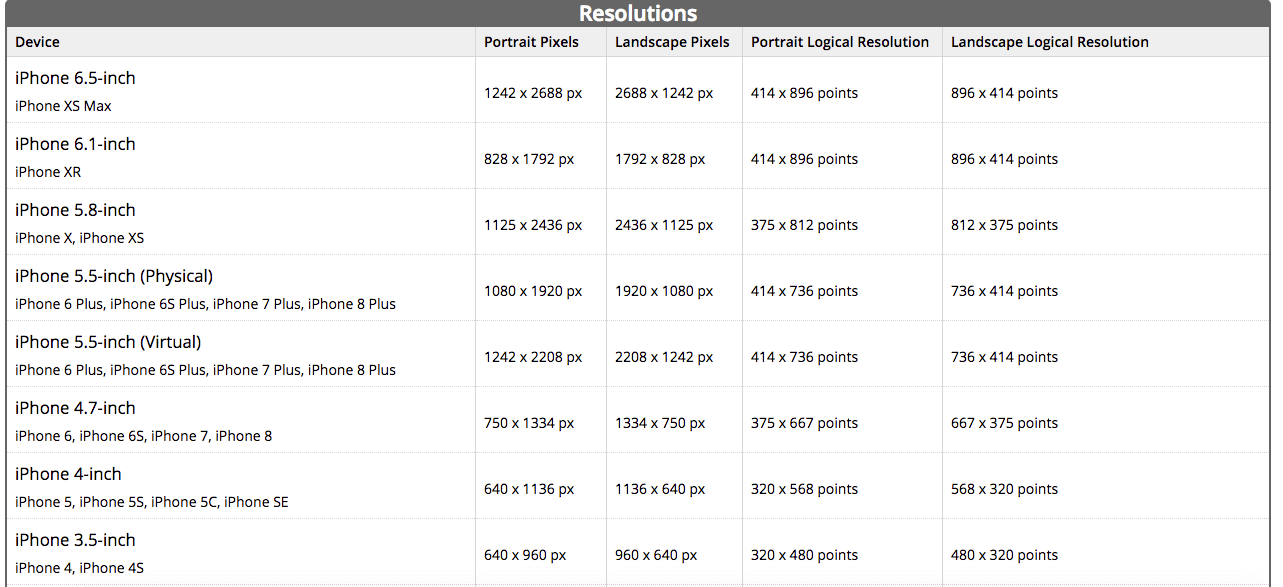 Resolutions
Device Portrait Pixels Landscape Pixels Portrait Logical Resolution Landscape Logical Resolution
iPhone 6.5-inch
iPhone XS Max
1242 x 2688 px 2688 x 1242 px 414 x 896 points 896 x 414 points
iPhone 6.1-inch
iPhone XR
828 x 1792 px 1792 x 828 px 414 x 896 points 896 x 414 points
iPhone 5.8-inch
iPhone X, iPhone XS
1125 x 2436 px 2436 x 1125 px 375 x 812 points 812 x 375 points
iPhone 5.5-inch (Physical)
iPhone 6 Plus, iPhone 6S Plus, iPhone 7 Plus, iPhone 8 Plus
1080 x 1920 px 1920 x 1080 px 414 x 736 points 736 x 414 points
iPhone 5.5-inch (Virtual)
iPhone 6 Plus, iPhone 6S Plus, iPhone 7 Plus, iPhone 8 Plus
1242 x 2208 px 2208 x 1242 px 414 x 736 points 736 x 414 points
iPhone 4.7-inch
iPhone 6, iPhone 6S, iPhone 7, iPhone 8
750 x 1334 px 1334 x 750 px 375 x 667 points 667 x 375 points
iPhone 4-inch
iPhone 5, iPhone 5S, iPhone 5C, iPhone SE
640 x 1136 px 1136 x 640 px 320 x 568 points 568 x 320 points
iPhone 3.5-inch
iPhone 4, iPhone 4S
640 x 960 px 960 x 640 px 320 x 480 points 480 x 320 points